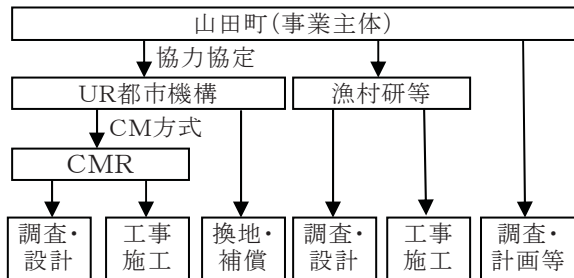 山田町(事業主体)
協力協定
UR都市機構
漁村研等
CM方式
CMR
調査・
設計
工事
施工
換地・
補償
調査・
設計
工事
施工
調査・
計画等